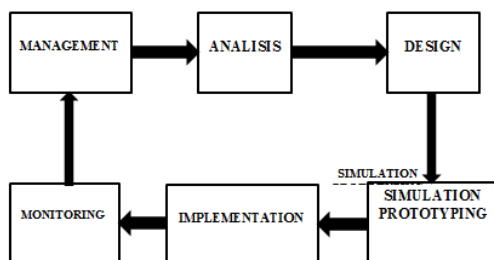 MANAGEMENT
ANALISIS
DESIGN
SIMULATION
SIMULATION
PROTOTYPING
IMPLEMENTATION
MONITORING